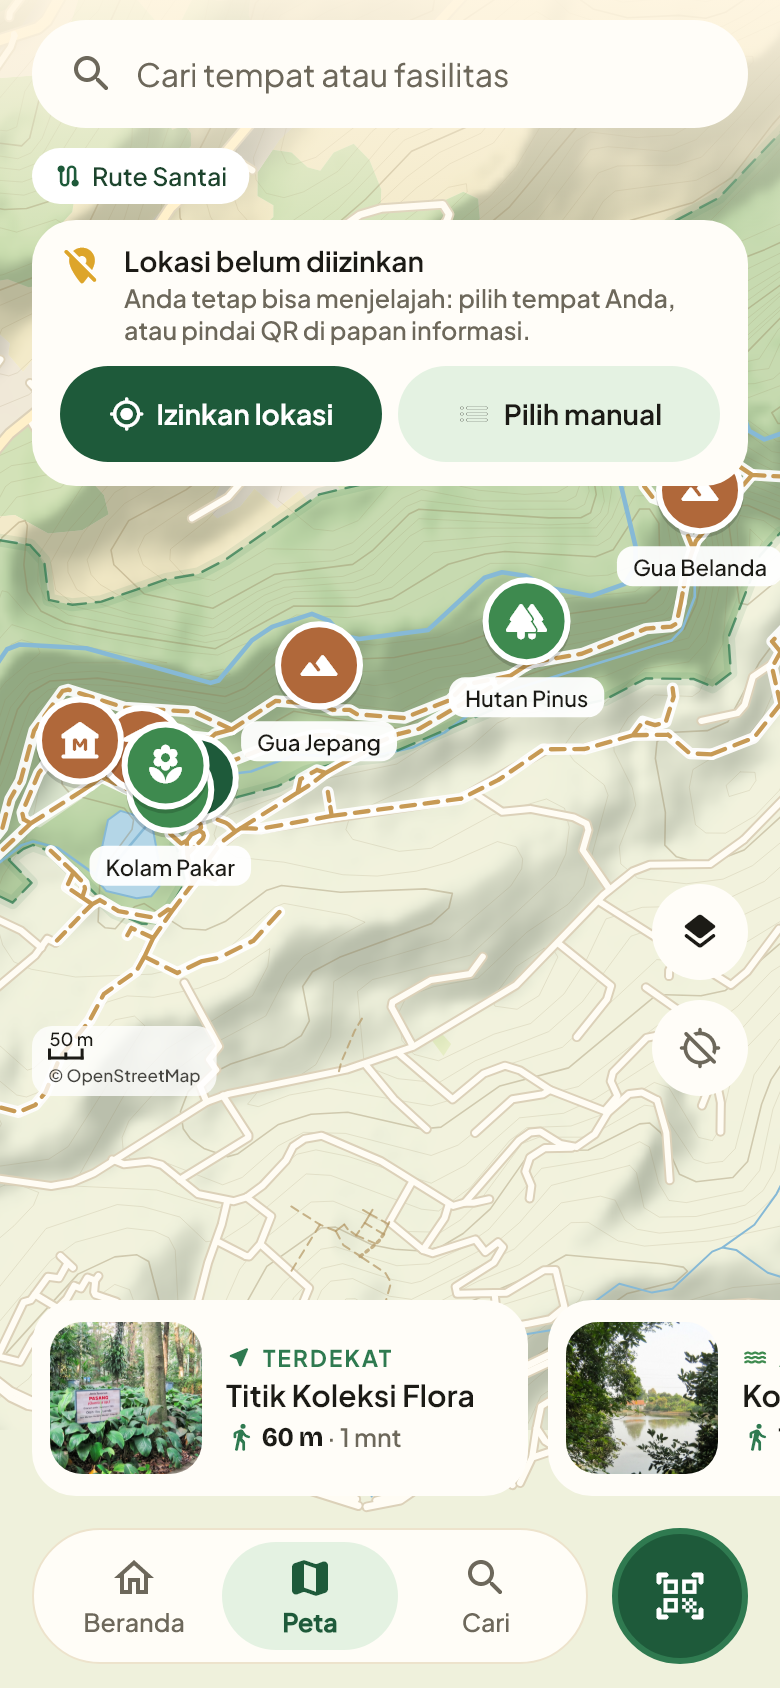 Cari tempat atau fasilitas
Rute Santai
Lokasi belum diizinkan
Anda tetap bisa menjelajah: pilih tempat Anda,
atau pindai QR di papan informasi.
Izinkan lokasi
Pilih manual
Gua Belanda
Hutan Pinus
Gua Jepang
Kolam Pakar
50 m
© OpenStreetMap
TERDEKAT
Titik Koleksi Flora
60 m · 1 mnt
Ko
Beranda
Peta
Cari